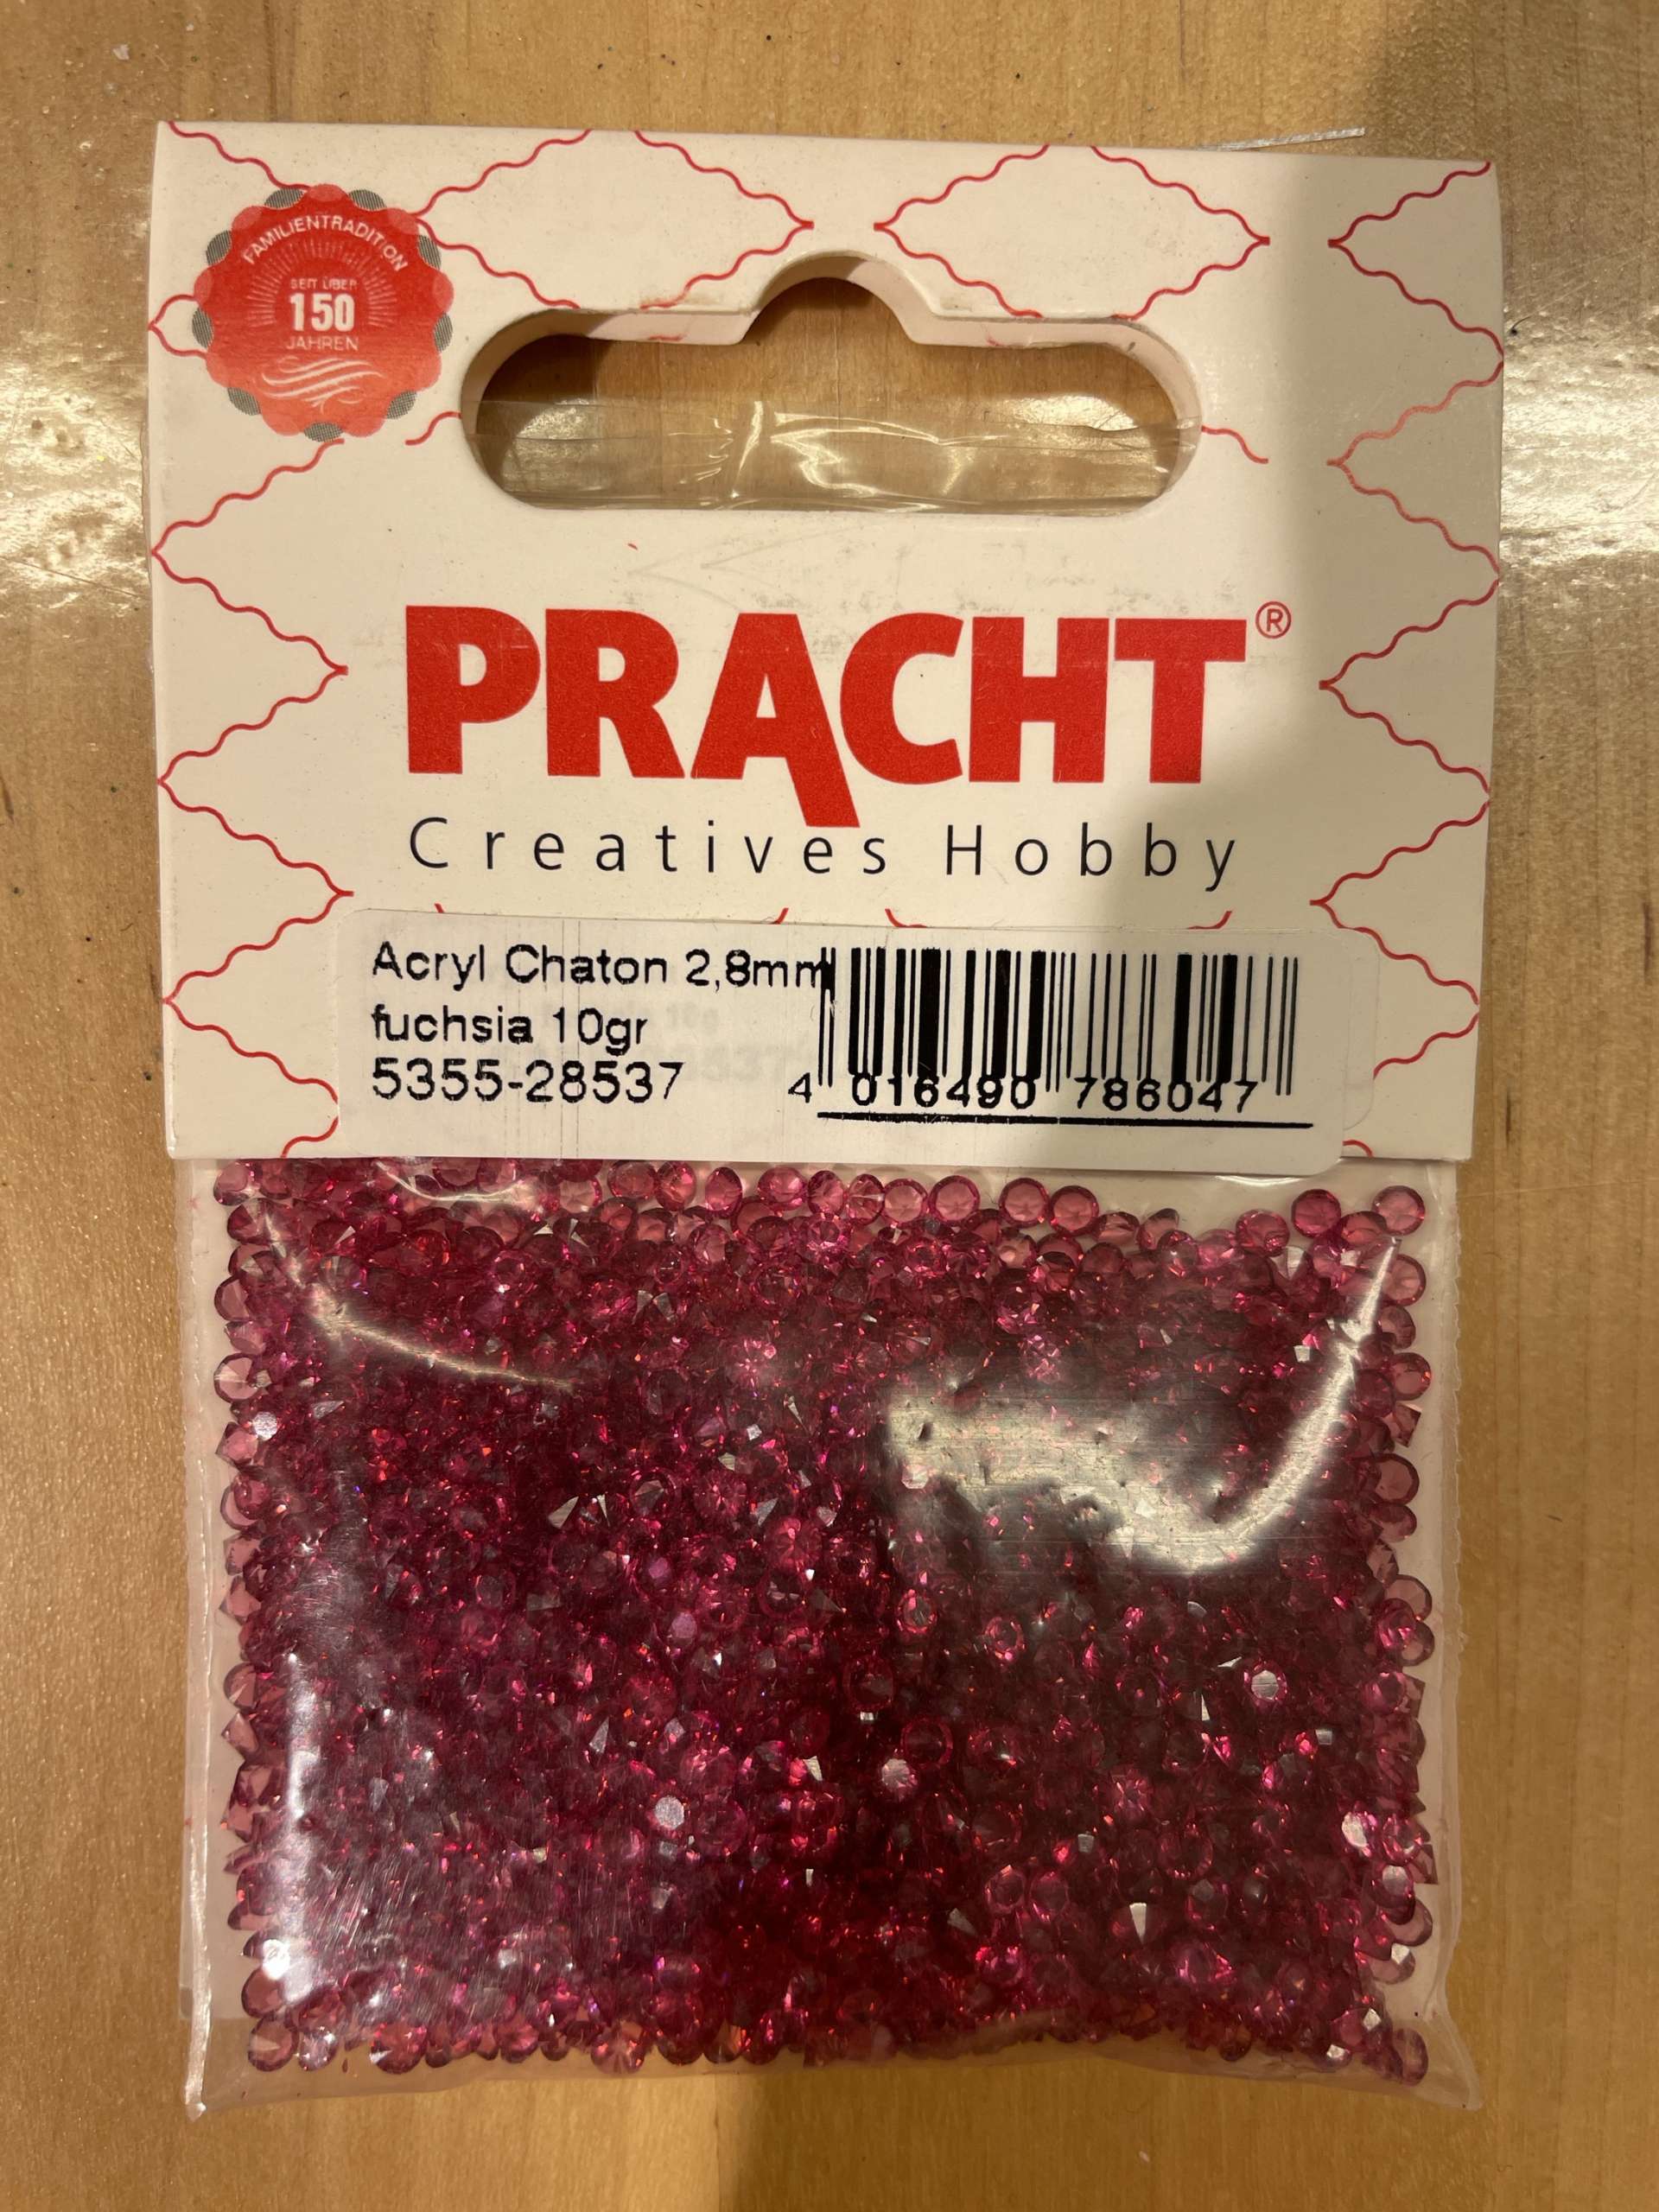 FAMILIENTRADITION
SEIT ÜBER
150
JAHREN
PRACHT®
Creatives Hobby
Acryl Chaton 2,8mm
fuchsia 10gr
5355-28537
4 016490 786047